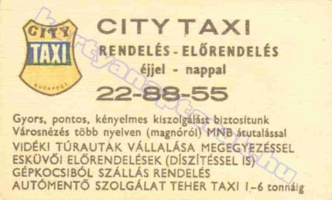 CITY
TAXI
BUDAPEST
CITY TAXI
RENDELÉS - ELŐRENDELÉS
éjjel - nappal
22-88-55
Gyors, pontos, kényelmes kiszolgálást biztosítunk
Városnézés több nyelven (magnóról) MNB átutalással
VIDÉKI TÚRAUTAK VÁLLALÁSA MEGEGYEZÉSSEL
ESKÜVŐI ELŐRENDELÉSEK (DÍSZÍTÉSSEL IS)
GÉPKOCSIBÓL SZÁLLÁS RENDELÉS
AUTÓMENTŐ SZOLGÁLAT TEHER TAXI 1-6 tonnáig